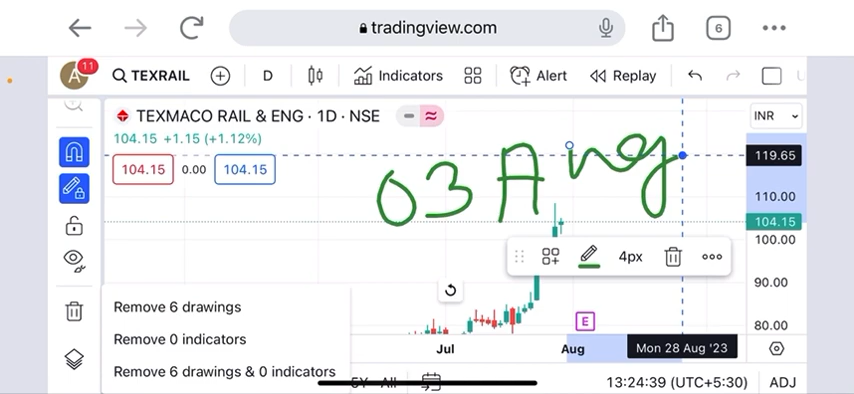 tradingview.com
6
A 11 TEXRAIL D Indicators Alert Replay
TEXMACO RAIL & ENG · 1D · NSE
INR
104.15 +1.15 (+1.12%)
104.15 0.00 104.15
03 Aug
119.65
110.00
104.15
100.00
4px
90.00
E
80.00
Remove 6 drawings
Remove 0 indicators
Remove 6 drawings & 0 indicators
Jul Aug Mon 28 Aug '23
5Y All 13:24:39 (UTC+5:30) ADJ